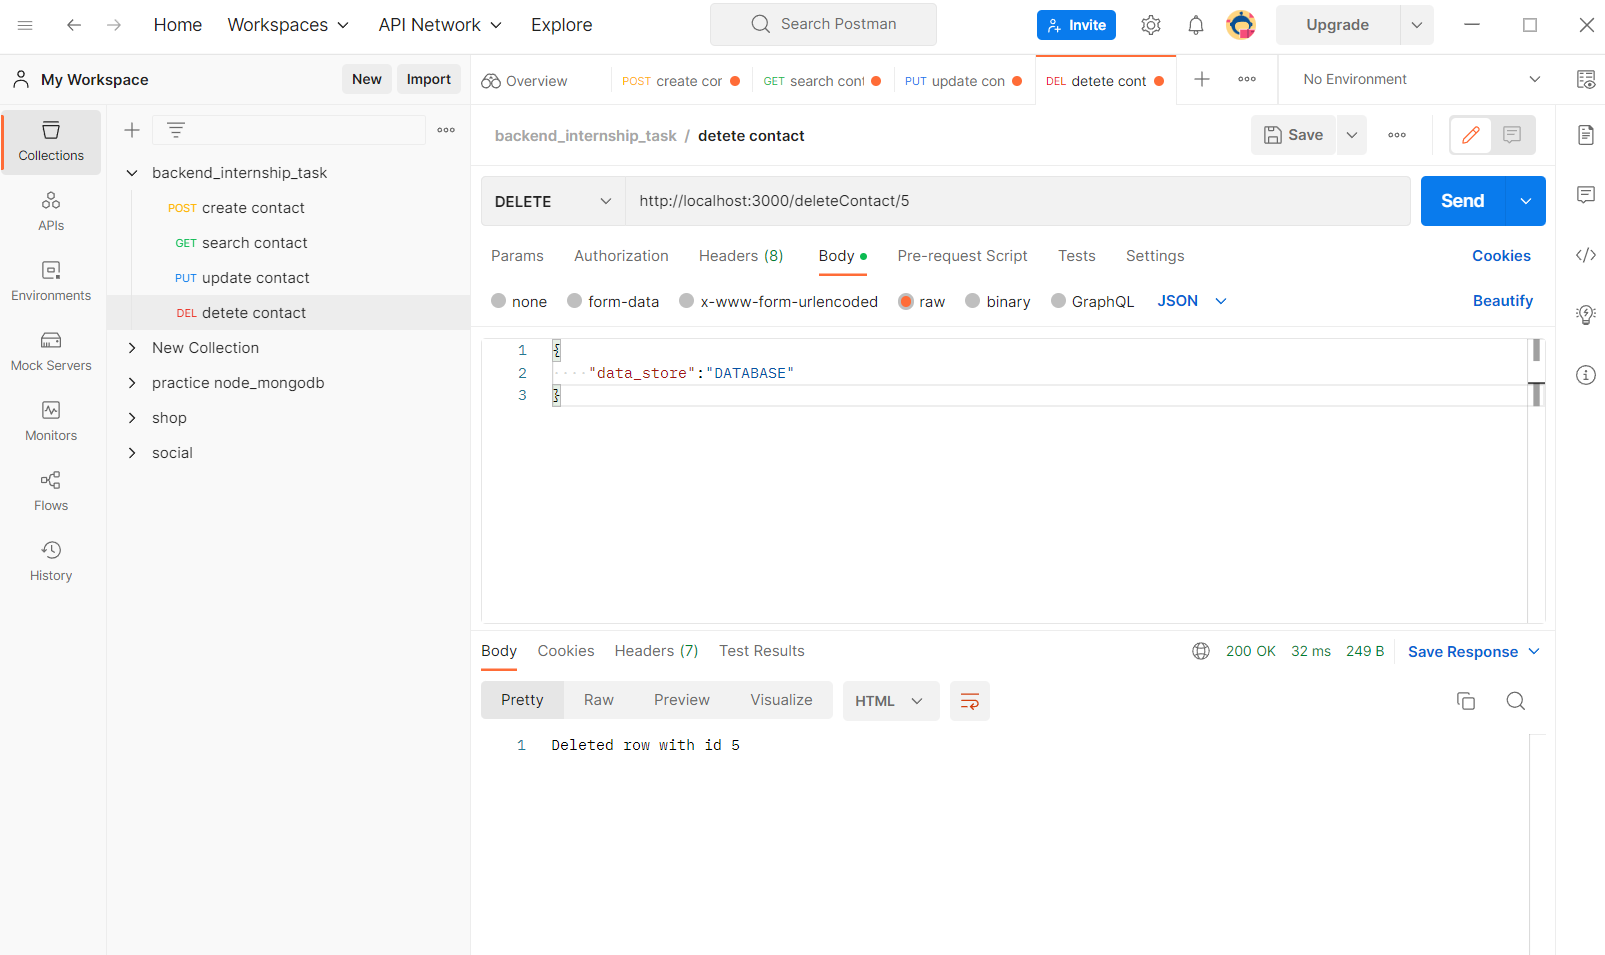 Home Workspaces API Network Explore Search Postman Invite Upgrade
My Workspace New Import Overview POST create cor GET search cont PUT update con DEL detete cont No Environment
Collections
APIs
Environments
Mock Servers
Monitors
Flows
History
backend_internship_task
POST create contact
GET search contact
PUT update contact
DEL detete contact
New Collection
practice node_mongodb
shop
social
backend_internship_task / detete contact Save
DELETE http://localhost:3000/deleteContact/5 Send
Params Authorization Headers (8) Body Pre-request Script Tests Settings Cookies
none form-data x-www-form-urlencoded raw binary GraphQL JSON Beautify
1 {
2 "data_store":"DATABASE"
3 }
Body Cookies Headers (7) Test Results 200 OK 32 ms 249 B Save Response
Pretty Raw Preview Visualize HTML
1 Deleted row with id 5